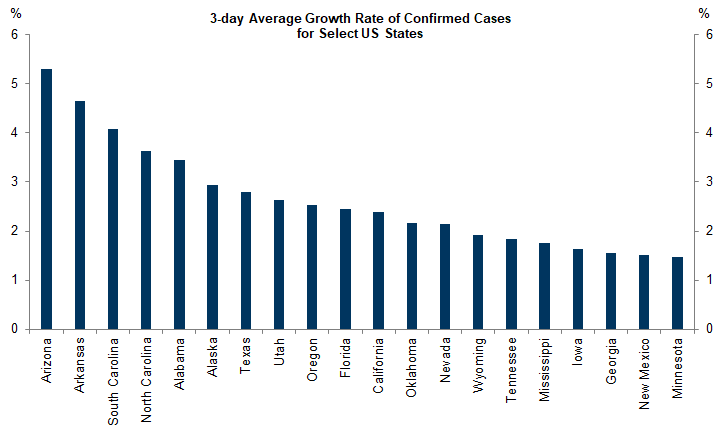 3-day Average Growth Rate of Confirmed Cases
for Select US States
%
%
6
5
4
3
2
1
0
6
5
4
3
2
1
0
Arizona
Arkansas
South Carolina
North Carolina
Alabama
Alaska
Texas
Utah
Oregon
Florida
California
Oklahoma
Nevada
Wyoming
Tennessee
Mississippi
Iowa
Georgia
New Mexico
Minnesota